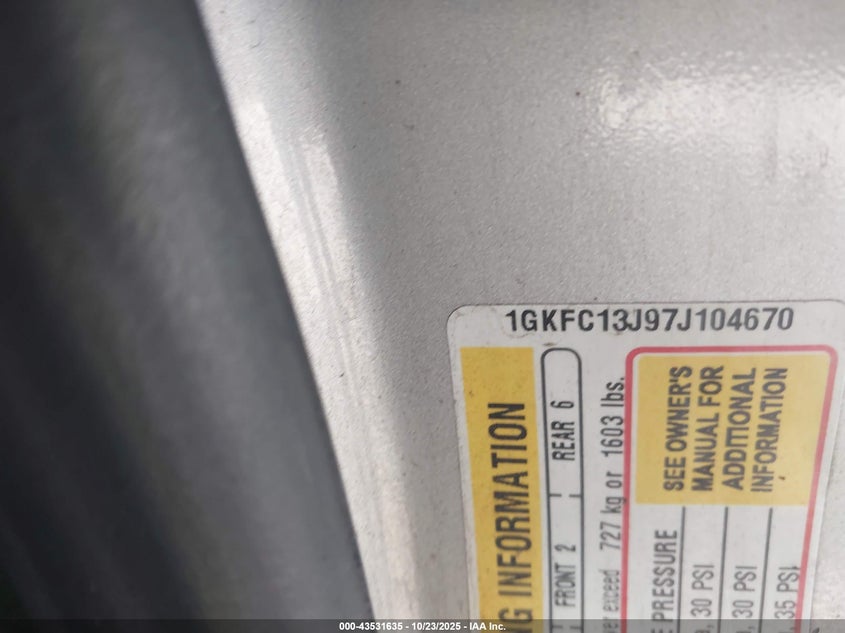 1GKFC13J97J104670
NG INFORMATION
FRONT 2
REAR 6
exceed 727 kg or 1603 lbs.
PRESSURE
SEE OWNER'S
MANUAL FOR
ADDITIONAL
INFORMATION
30 PSI
30 PSI
35 PSI
000-43531635 - 10/23/2025 - IAA Inc.